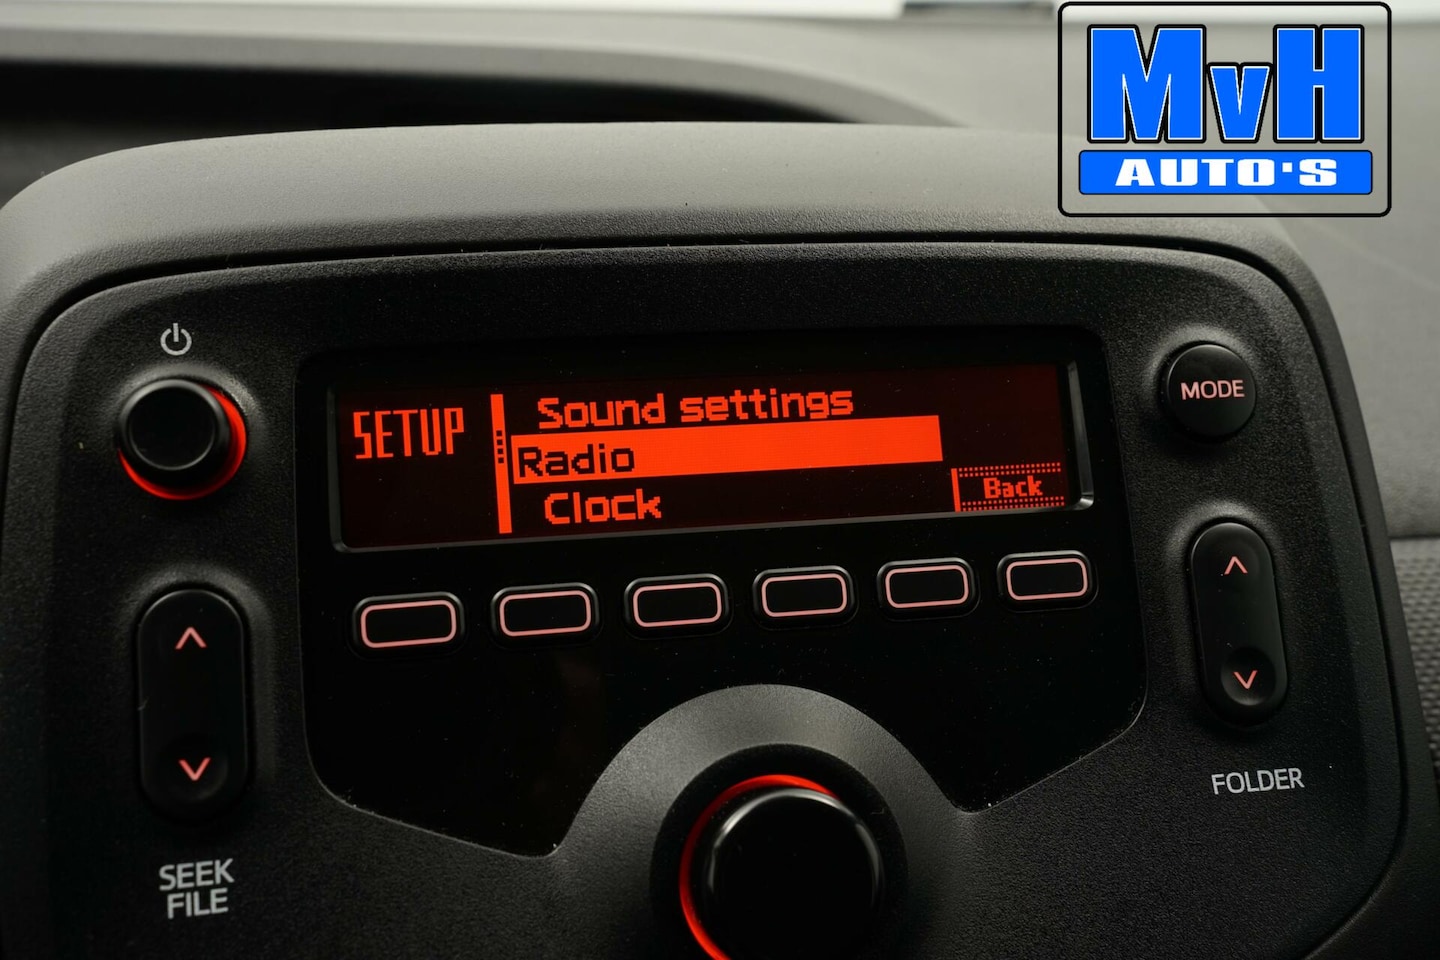 MvH
AUTO'S
SETUP
Sound settings
Radio
Clock
Back
MODE
SEEK
FILE
FOLDER